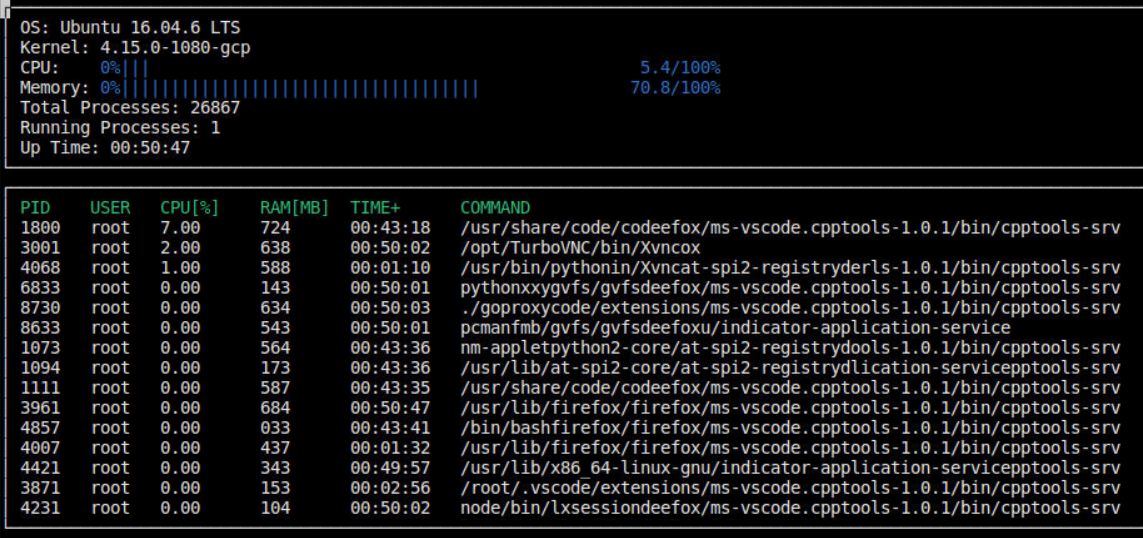 OS: Ubuntu 16.04.6 LTS
Kernel: 4.15.0-1080-gcp
CPU: 0%||| 5.4/100%
Memory: 0%|||||||||||||||||||||||||||||||||||| 70.8/100%
Total Processes: 26867
Running Processes: 1
Up Time: 00:50:47
PID USER CPU[%] RAM[MB] TIME+ COMMAND
1800 root 7.00 724 00:43:18 /usr/share/code/codeefox/ms-vscode.cpptools-1.0.1/bin/cpptools-srv
3001 root 2.00 638 00:50:02 /opt/TurboVNC/bin/Xvncox
4068 root 1.00 588 00:01:10 /usr/bin/pythonin/Xvncat-spi2-registryderls-1.0.1/bin/cpptools-srv
6833 root 0.00 143 00:50:01 pythonxxygvfs/gvfsdeefox/ms-vscode.cpptools-1.0.1/bin/cpptools-srv
8730 root 0.00 634 00:50:03 ./goproxycode/extensions/ms-vscode.cpptools-1.0.1/bin/cpptools-srv
8633 root 0.00 543 00:50:01 pcmanfmb/gvfs/gvfsdeefoxu/indicator-application-service
1073 root 0.00 564 00:43:36 nm-appletpython2-core/at-spi2-registrydools-1.0.1/bin/cpptools-srv
1094 root 0.00 173 00:43:36 /usr/lib/at-spi2-core/at-spi2-registrydlication-servicepptools-srv
1111 root 0.00 587 00:43:35 /usr/share/code/codeefox/ms-vscode.cpptools-1.0.1/bin/cpptools-srv
3961 root 0.00 684 00:50:47 /usr/lib/firefox/firefox/ms-vscode.cpptools-1.0.1/bin/cpptools-srv
4857 root 0.00 033 00:43:41 /bin/bashfirefox/firefox/ms-vscode.cpptools-1.0.1/bin/cpptools-srv
4007 root 0.00 437 00:01:32 /usr/lib/firefox/firefox/ms-vscode.cpptools-1.0.1/bin/cpptools-srv
4421 root 0.00 343 00:49:57 /usr/lib/x86_64-linux-gnu/indicator-application-servicepptools-srv
3871 root 0.00 153 00:02:56 /root/.vscode/extensions/ms-vscode.cpptools-1.0.1/bin/cpptools-srv
4231 root 0.00 104 00:50:02 node/bin/lxsessiondeefox/ms-vscode.cpptools-1.0.1/bin/cpptools-srv